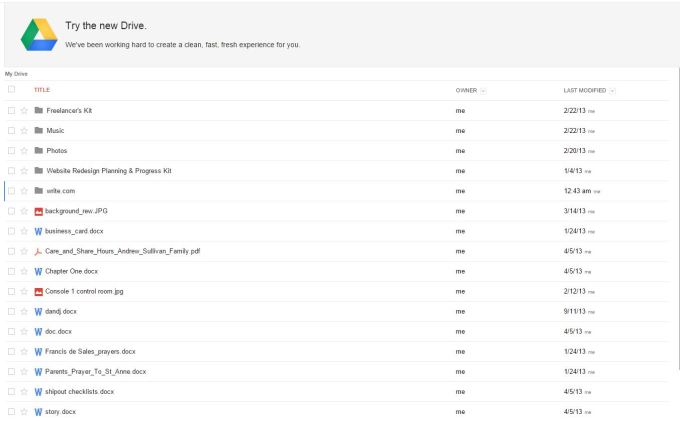 Try the new Drive.
We've been working hard to create a clean, fast, fresh experience for you.
My Drive
TITLE OWNER LAST MODIFIED
Freelancer's Kit me 2/22/13 me
Music me 2/22/13 me
Photos me 2/20/13 me
Website Redesign Planning & Progress Kit me 1/4/13 me
write.com me 12:43 am me
background_rew.JPG me 3/14/13 me
W business_card.docx me 1/24/13 me
Care_and_Share_Hours_Andrew_Sullivan_Family.pdf me 4/5/13 me
W Chapter One.docx me 4/5/13 me
Console 1 control room.jpg me 2/12/13 me
W dandj.docx me 9/11/13 me
W doc.docx me 4/5/13 me
W Francis de Sales_prayers.docx me 1/24/13 me
W Parents_Prayer_To_St_Anne.docx me 1/24/13 me
W shipout checklists.docx me 4/5/13 me
W story.docx me 4/5/13 me